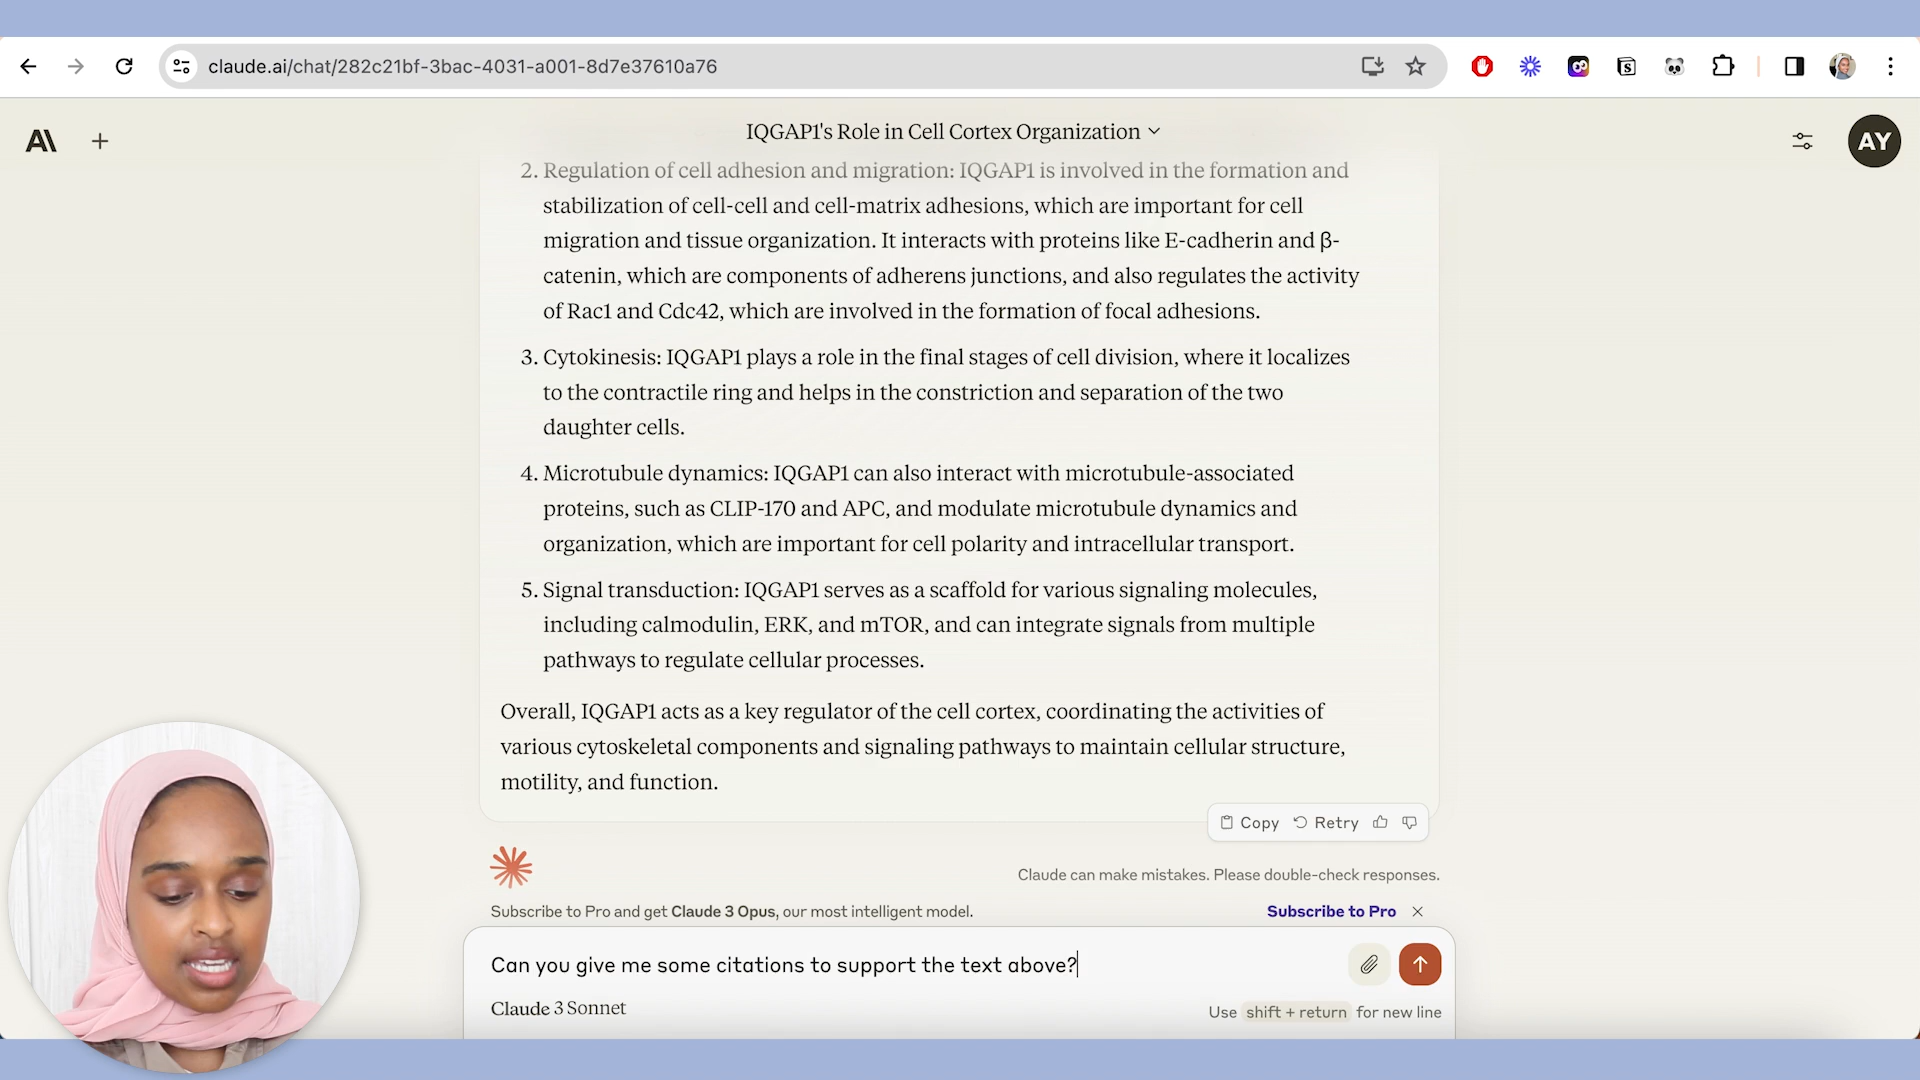 claude.ai/chat/282c21bf-3bac-4031-a001-8d7e37610a76
IQGAP1's Role in Cell Cortex Organization
AY
2. Regulation of cell adhesion and migration: IQGAP1 is involved in the formation and
stabilization of cell-cell and cell-matrix adhesions, which are important for cell
migration and tissue organization. It interacts with proteins like E-cadherin and β-
catenin, which are components of adherens junctions, and also regulates the activity
of Rac1 and Cdc42, which are involved in the formation of focal adhesions.
3. Cytokinesis: IQGAP1 plays a role in the final stages of cell division, where it localizes
to the contractile ring and helps in the constriction and separation of the two
daughter cells.
4. Microtubule dynamics: IQGAP1 can also interact with microtubule-associated
proteins, such as CLIP-170 and APC, and modulate microtubule dynamics and
organization, which are important for cell polarity and intracellular transport.
5. Signal transduction: IQGAP1 serves as a scaffold for various signaling molecules,
including calmodulin, ERK, and mTOR, and can integrate signals from multiple
pathways to regulate cellular processes.
Overall, IQGAP1 acts as a key regulator of the cell cortex, coordinating the activities of
various cytoskeletal components and signaling pathways to maintain cellular structure,
motility, and function.
Copy Retry
Claude can make mistakes. Please double-check responses.
Subscribe to Pro and get Claude 3 Opus, our most intelligent model. Subscribe to Pro
Can you give me some citations to support the text above?
Claude 3 Sonnet
Use shift + return for new line